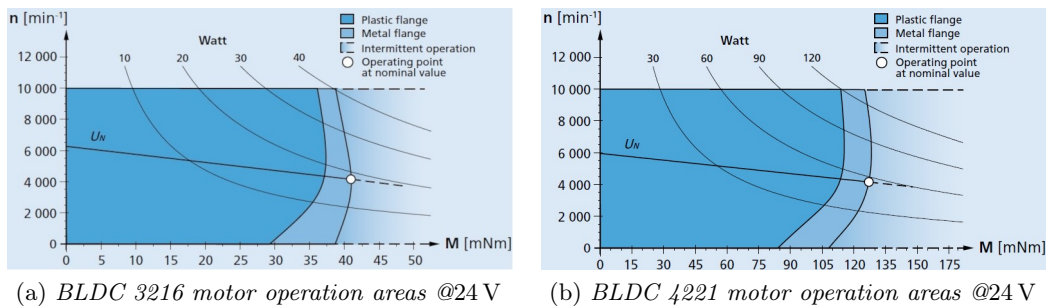 n [min⁻¹]
Plastic flange
Metal flange
Intermittent operation
Operating point
at nominal value
Watt
10 20 30 40
12 000
10 000
8 000
6 000
4 000
2 000
0
U_N
M [mNm]
0 5 10 15 20 25 30 35 40 45 50
(a) BLDC 3216 motor operation areas @24 V
n [min⁻¹]
Plastic flange
Metal flange
Intermittent operation
Operating point
at nominal value
Watt
30 60 90 120
12 000
10 000
8 000
6 000
4 000
2 000
0
U_N
M [mNm]
0 15 30 45 60 75 90 105 125 135 150 175
(b) BLDC 4221 motor operation areas @24 V